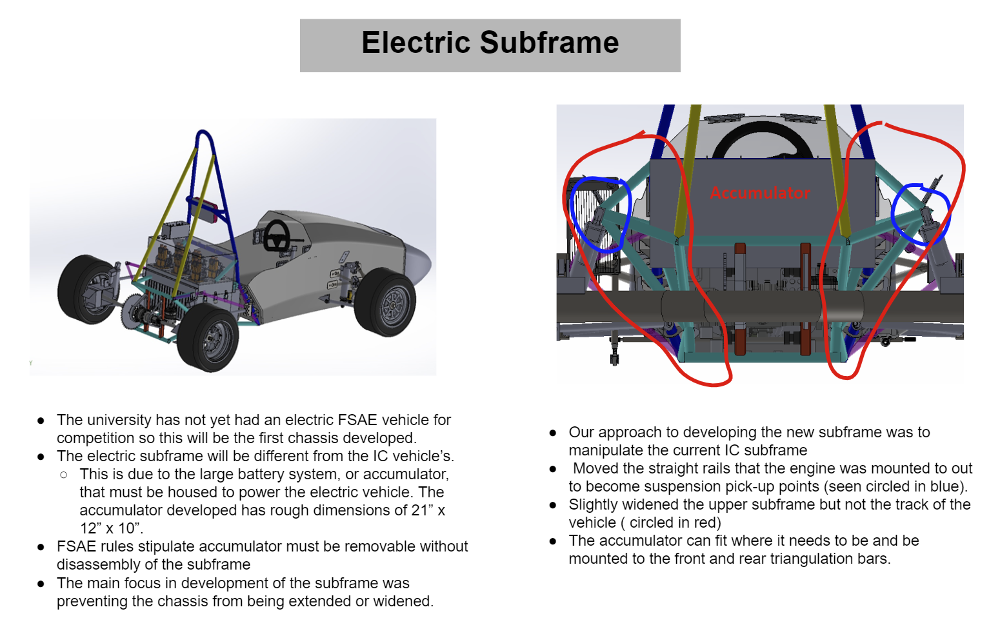 Electric Subframe
Accumulator
Y
● The university has not yet had an electric FSAE vehicle for
competition so this will be the first chassis developed.
● The electric subframe will be different from the IC vehicle’s.
○ This is due to the large battery system, or accumulator,
that must be housed to power the electric vehicle. The
accumulator developed has rough dimensions of 21” x
12” x 10”.
● FSAE rules stipulate accumulator must be removable without
disassembly of the subframe
● The main focus in development of the subframe was
preventing the chassis from being extended or widened.
● Our approach to developing the new subframe was to
manipulate the current IC subframe
● Moved the straight rails that the engine was mounted to out
to become suspension pick-up points (seen circled in blue).
● Slightly widened the upper subframe but not the track of the
vehicle ( circled in red)
● The accumulator can fit where it needs to be and be
mounted to the front and rear triangulation bars.